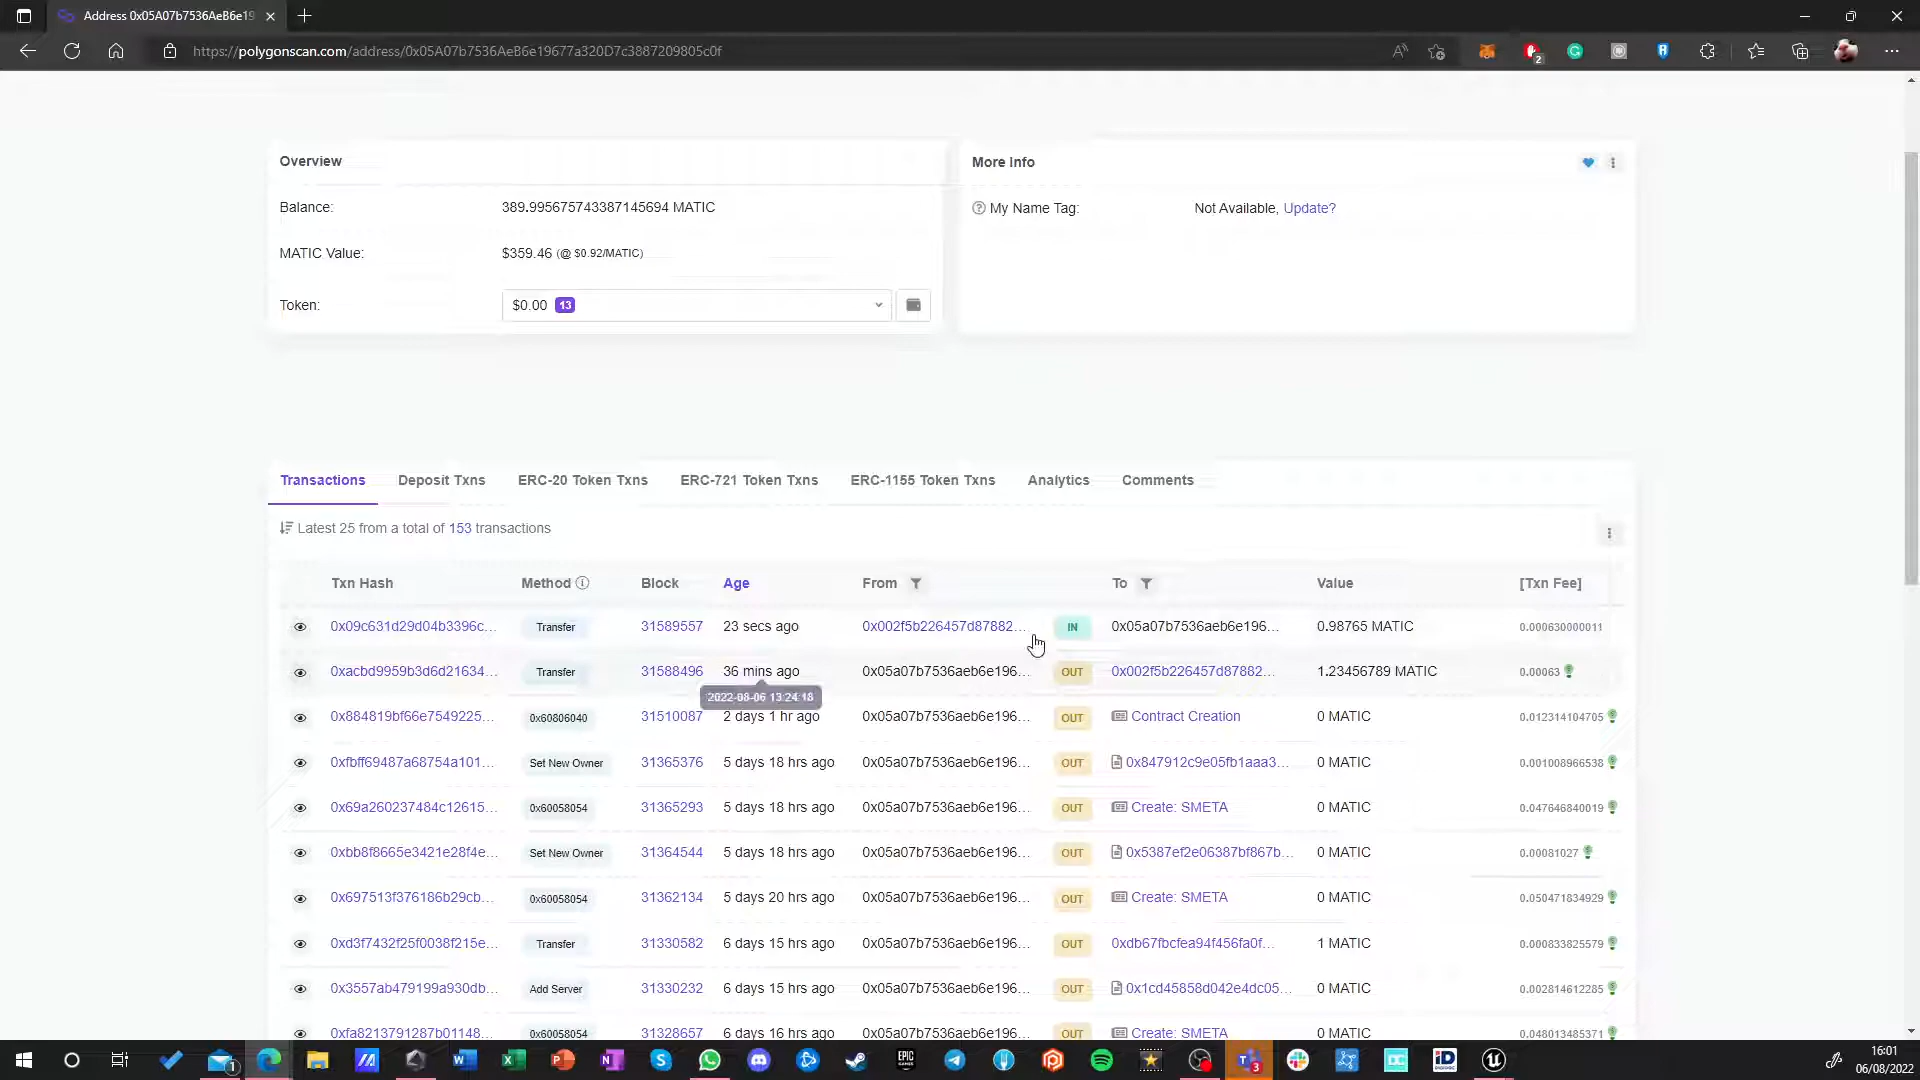 Address 0x05A07b7536AeB6e19
https://polygonscan.com/address/0x05A07b7536AeB6e19677a320D7c3887209805c0f
2
Overview
Balance: 389.995675743387145694 MATIC
MATIC Value: $359.46 (@ $0.92/MATIC)
Token: $0.00 13
More Info
My Name Tag: Not Available, Update?
Transactions Deposit Txns ERC-20 Token Txns ERC-721 Token Txns ERC-1155 Token Txns Analytics Comments
Latest 25 from a total of 153 transactions
Txn Hash Method Block Age From To Value [Txn Fee]
0x09c631d29d04b3396c... Transfer 31589557 23 secs ago 0x002f5b226457d87882... IN 0x05a07b7536aeb6e196... 0.98765 MATIC 0.000630000011
0xacbd9959b3d6d21634... Transfer 31588496 36 mins ago 0x05a07b7536aeb6e196... OUT 0x002f5b226457d87882... 1.23456789 MATIC 0.00063
2022-08-06 13:24:18
0x884819bf66e7549225... 0x60806040 31510087 2 days 1 hr ago 0x05a07b7536aeb6e196... OUT Contract Creation 0 MATIC 0.012314104705
0xfbff69487a68754a101... Set New Owner 31365376 5 days 18 hrs ago 0x05a07b7536aeb6e196... OUT 0x847912c9e05fb1aaa3... 0 MATIC 0.001008966538
0x69a260237484c12615... 0x60058054 31365293 5 days 18 hrs ago 0x05a07b7536aeb6e196... OUT Create: SMETA 0 MATIC 0.047646840019
0xbb8f8665e3421e28f4e... Set New Owner 31364544 5 days 18 hrs ago 0x05a07b7536aeb6e196... OUT 0x5387ef2e06387bf867b... 0 MATIC 0.00081027
0x697513f376186b29cb... 0x60058054 31362134 5 days 20 hrs ago 0x05a07b7536aeb6e196... OUT Create: SMETA 0 MATIC 0.050471834929
0xd3f7432f25f0038f215e... Transfer 31330582 6 days 15 hrs ago 0x05a07b7536aeb6e196... OUT 0xdb67fbcfea94f456fa0f... 1 MATIC 0.000833825579
0x3557ab479199a930db... Add Server 31330232 6 days 15 hrs ago 0x05a07b7536aeb6e196... OUT 0x1cd45858d042e4dc05... 0 MATIC 0.002814612285
0xfa8213791287b01148... 0x60058054 31328657 6 days 16 hrs ago 0x05a07b7536aeb6e196... OUT Create: SMETA 0 MATIC 0.048013485371
16:01
06/08/2022